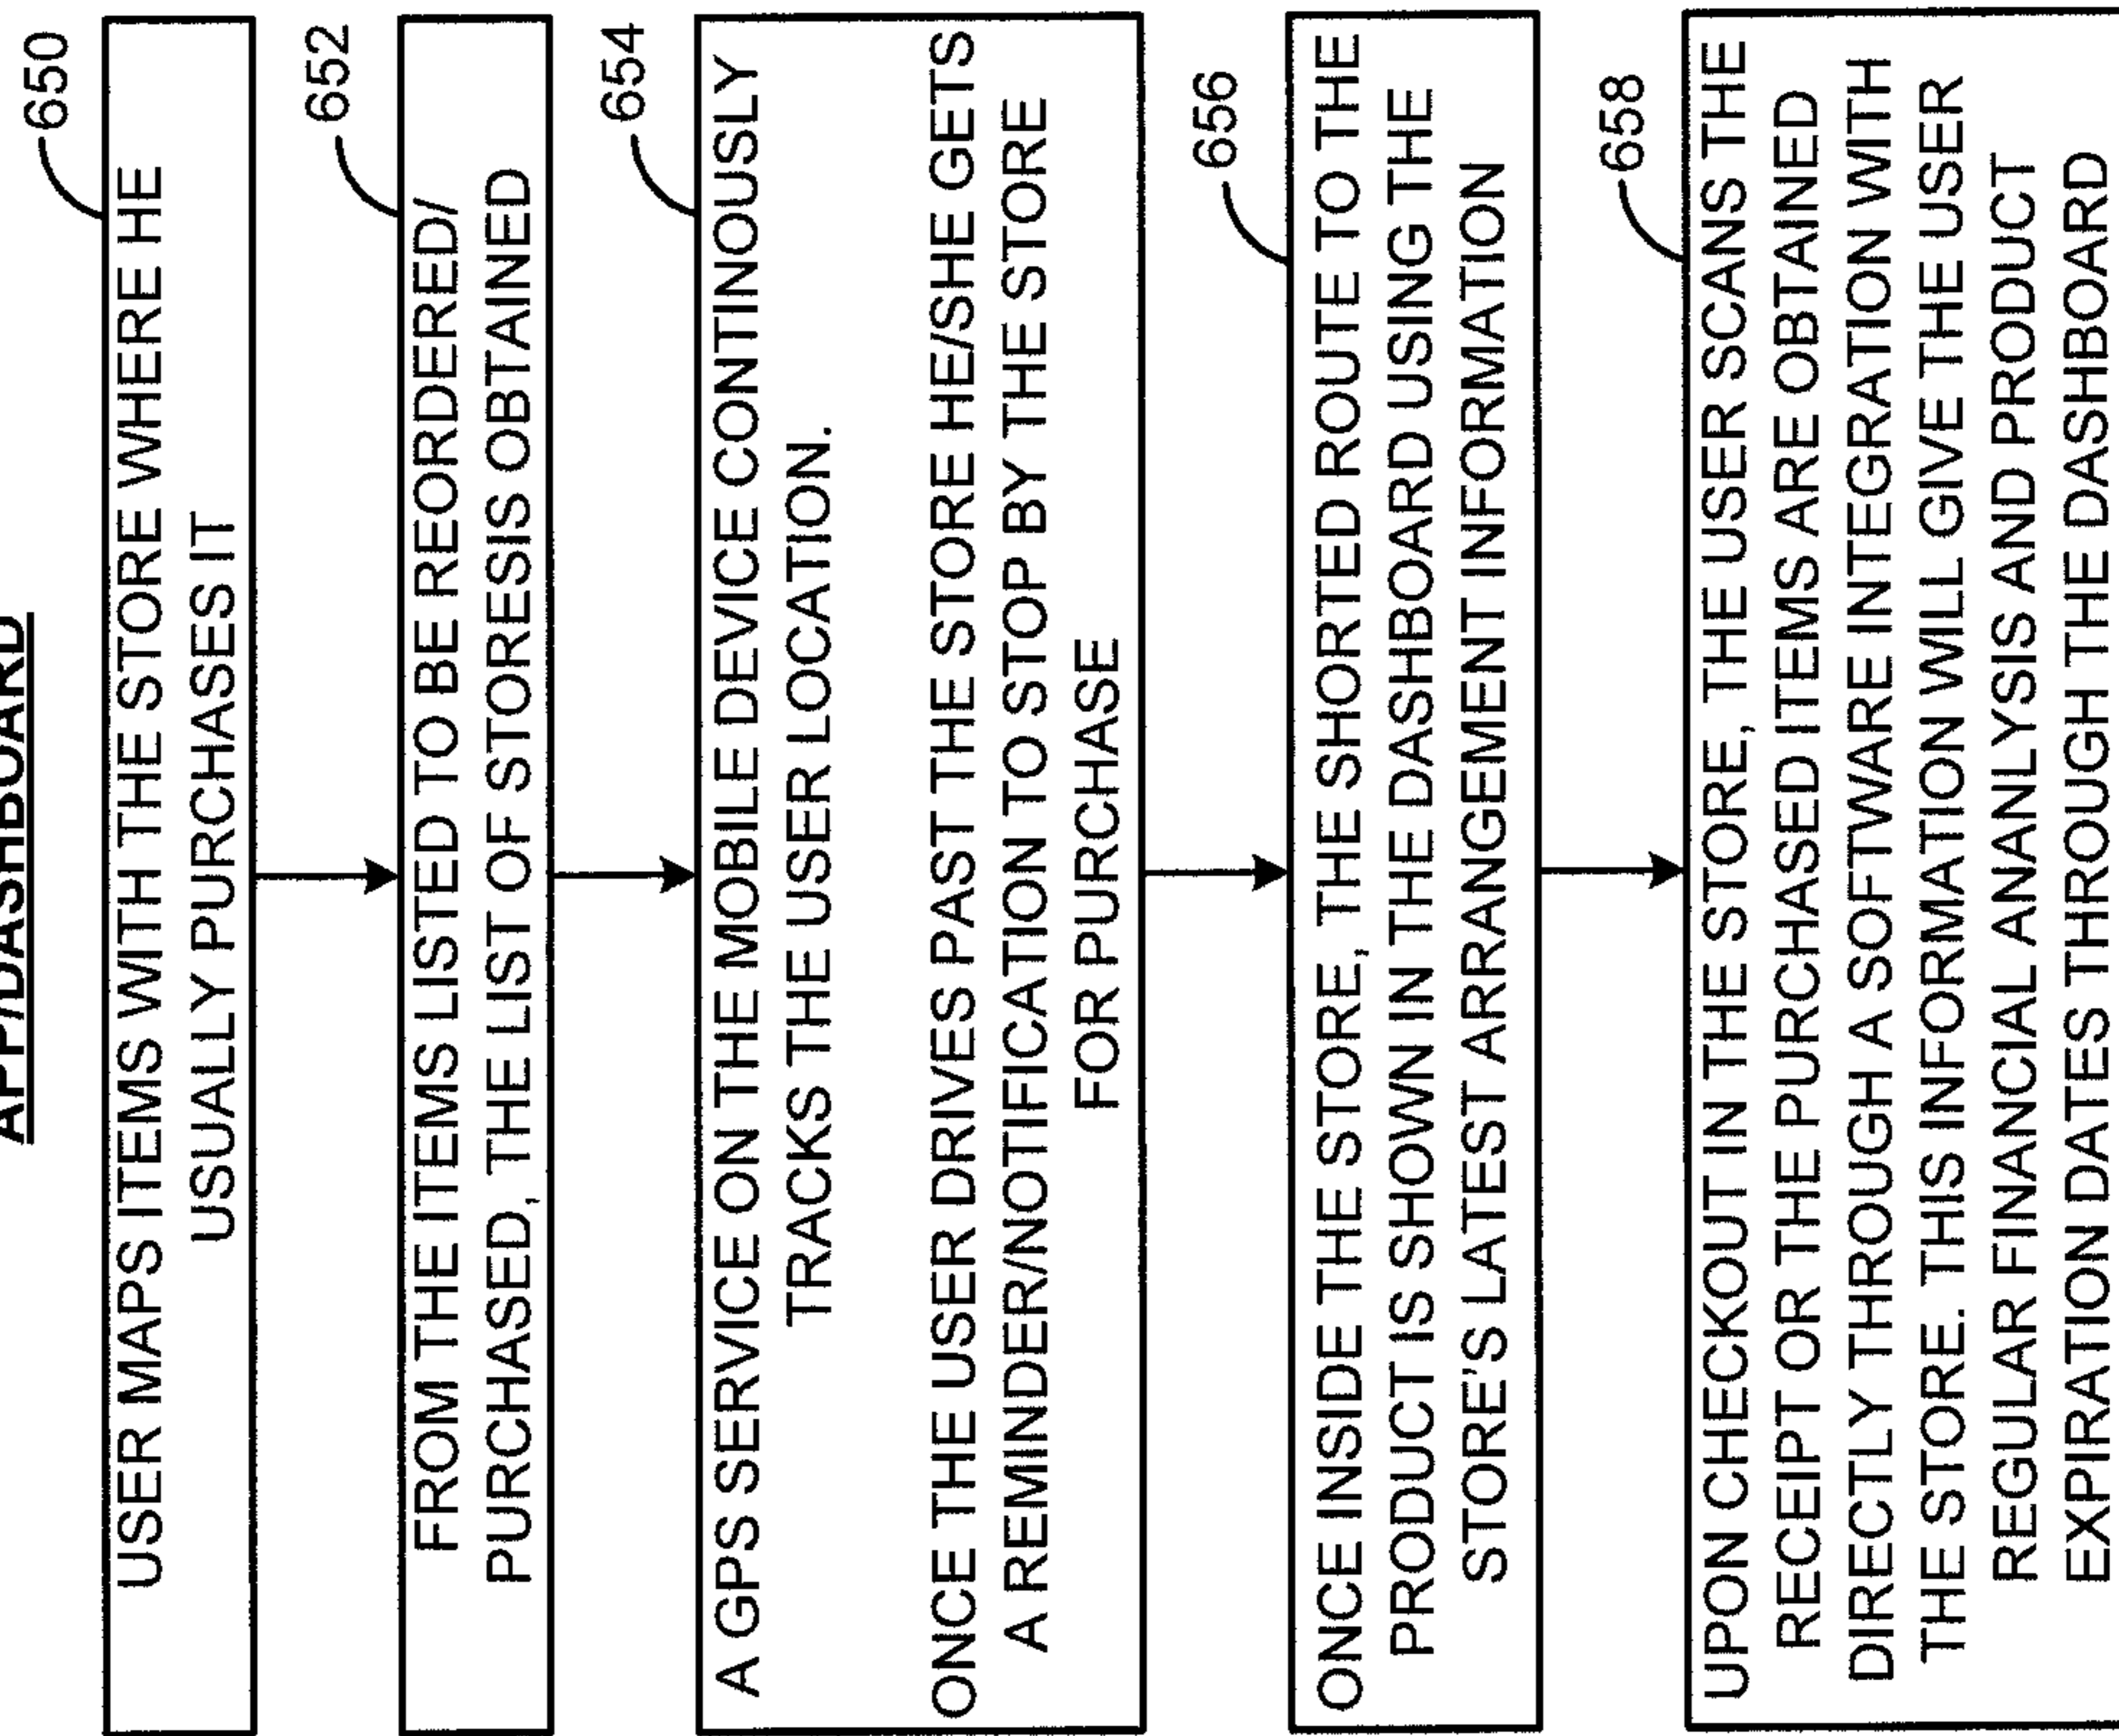 APP/DASHBOARD
650
USER MAPS ITEMS WITH THE STORE WHERE HE
USUALLY PURCHASES IT
652
FROM THE ITEMS LISTED TO BE REORDERED/
PURCHASED, THE LIST OF STORESIS OBTAINED
654
A GPS SERVICE ON THE MOBILE DEVICE CONTINOUSLY
TRACKS THE USER LOCATION.
ONCE THE USER DRIVES PAST THE STORE HE/SHE GETS
A REMINDER/NOTIFICATION TO STOP BY THE STORE
FOR PURCHASE
656
ONCE INSIDE THE STORE, THE SHORTED ROUTE TO THE
PRODUCT IS SHOWN IN THE DASHBOARD USING THE
STORE'S LATEST ARRANGEMENT INFORMATION
658
UPON CHECKOUT IN THE STORE, THE USER SCANS THE
RECEIPT OR THE PURCHASED ITEMS ARE OBTAINED
DIRECTLY THROUGH A SOFTWARE INTEGRATION WITH
THE STORE. THIS INFORMATION WILL GIVE THE USER
REGULAR FINANCIAL ANANLYSIS AND PRODUCT
EXPIRATION DATES THROUGH THE DASHBOARD